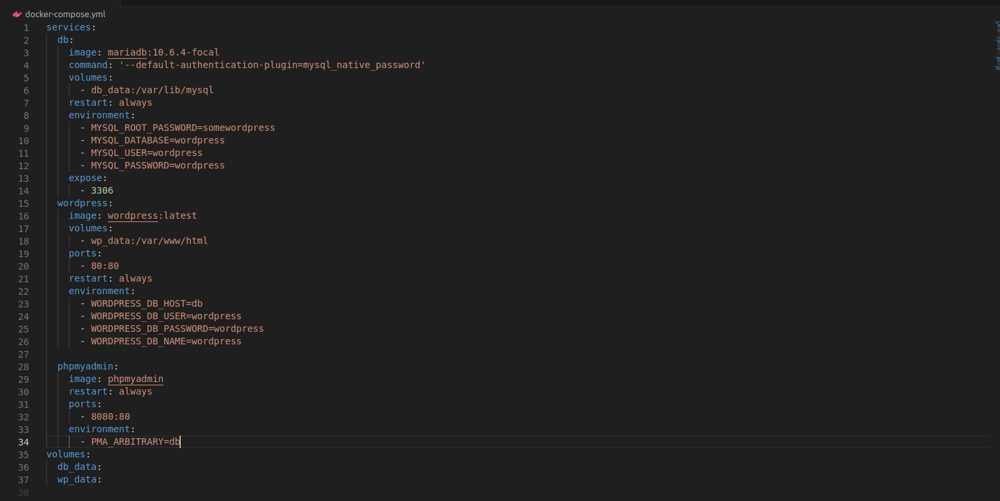 docker-compose.yml
1 services:
2   db:
3     image: mariadb:10.6.4-focal
4     command: '--default-authentication-plugin=mysql_native_password'
5     volumes:
6       - db_data:/var/lib/mysql
7     restart: always
8     environment:
9       - MYSQL_ROOT_PASSWORD=somewordpress
10       - MYSQL_DATABASE=wordpress
11       - MYSQL_USER=wordpress
12       - MYSQL_PASSWORD=wordpress
13     expose:
14       - 3306
15   wordpress:
16     image: wordpress:latest
17     volumes:
18       - wp_data:/var/www/html
19     ports:
20       - 80:80
21     restart: always
22     environment:
23       - WORDPRESS_DB_HOST=db
24       - WORDPRESS_DB_USER=wordpress
25       - WORDPRESS_DB_PASSWORD=wordpress
26       - WORDPRESS_DB_NAME=wordpress
27
28   phpmyadmin:
29     image: phpmyadmin
30     restart: always
31     ports:
32       - 8080:80
33     environment:
34       - PMA_ARBITRARY=db
35 volumes:
36   db_data:
37   wp_data:
38